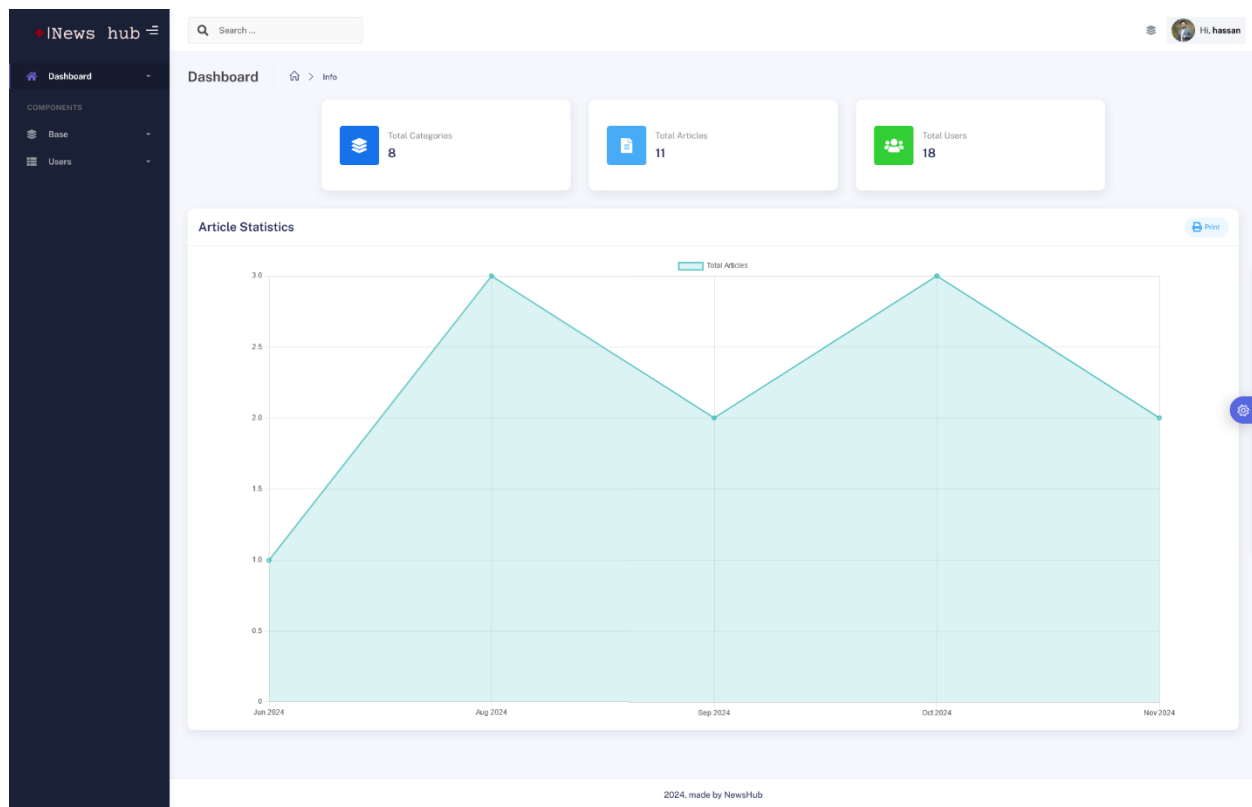 |News hub
Search ...
Hi, hassan
Dashboard
COMPONENTS
Base
Users
Dashboard
> Info
Total Categories
8
Total Articles
11
Total Users
18
Article Statistics
Print
Total Articles
3.0
2.5
2.0
1.5
1.0
0.5
0
Jun 2024 Aug 2024 Sep 2024 Oct 2024 Nov 2024
2024, made by NewsHub